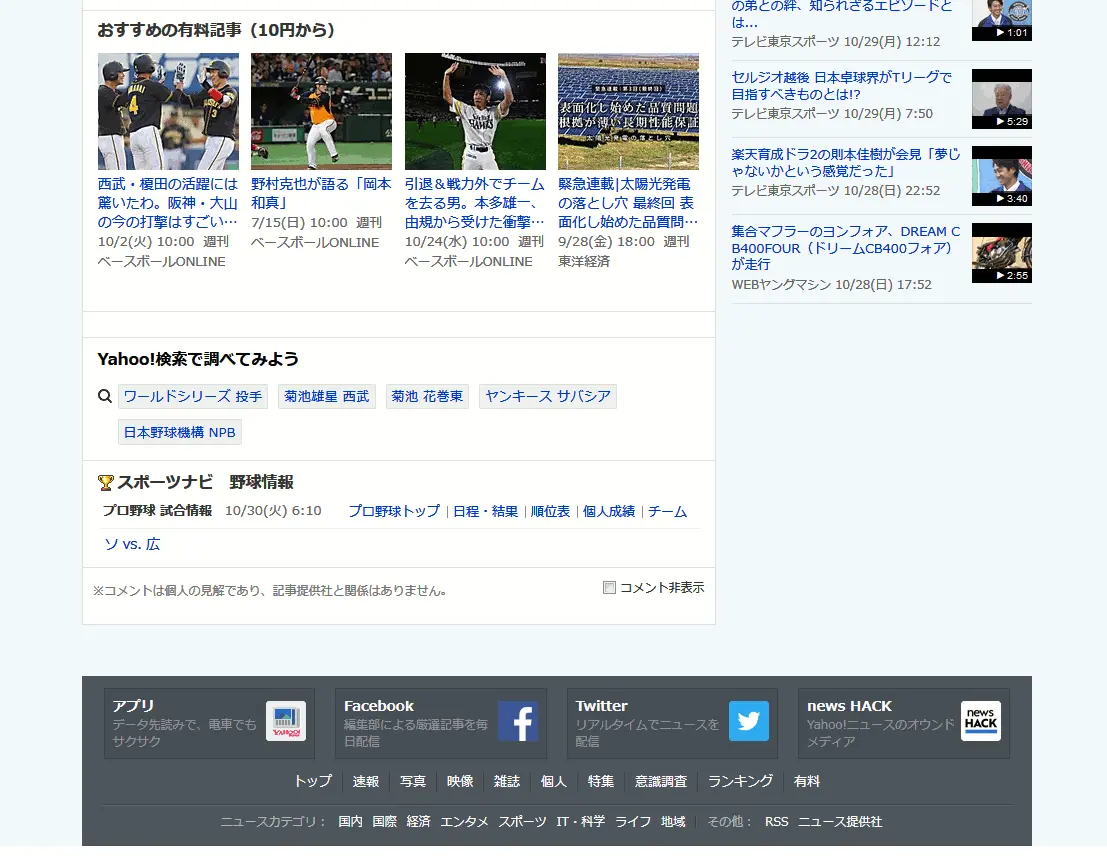 おすすめの有料記事（10円から）
西武・榎田の活躍には
驚いたわ。阪神・大山
の今の打撃はすごい…
10/2(火) 10:00 週刊
ベースボールONLINE
野村克也が語る「岡本
和真」
7/15(日) 10:00 週刊
ベースボールONLINE
引退＆戦力外でチーム
を去る男。本多雄一、
由規から受けた衝撃…
10/24(水) 10:00 週刊
ベースボールONLINE
緊急連載|第3回(最終回)
表面化し始めた品質問題
根拠が薄い長期性能保証
太陽光発電の落とし穴
緊急連載|太陽光発電
の落とし穴 最終回 表
面化し始めた品質問…
9/28(金) 18:00 週刊
東洋経済
Yahoo!検索で調べてみよう
ワールドシリーズ 投手
菊池雄星 西武
菊池 花巻東
ヤンキース サバシア
日本野球機構 NPB
スポーツナビ 野球情報
プロ野球 試合情報 10/30(火) 6:10 プロ野球トップ | 日程・結果 | 順位表 | 個人成績 | チーム
ソ vs. 広
※コメントは個人の見解であり、記事提供社と関係はありません。
コメント非表示
の弟との絆、知られざるエピソードと
は...
テレビ東京スポーツ 10/29(月) 12:12
1:01
セルジオ越後 日本卓球界がTリーグで
目指すべきものとは!?
テレビ東京スポーツ 10/29(月) 7:50
5:29
楽天育成ドラ2の則本佳樹が会見「夢じ
ゃないかという感覚だった」
テレビ東京スポーツ 10/28(日) 22:52
3:40
集合マフラーのヨンフォア、DREAM C
B400FOUR（ドリームCB400フォア）
が走行
WEBヤングマシン 10/28(日) 17:52
2:55
アプリ
データ先読みで、電車でも
サクサク
YAHOO!
Facebook
編集部による厳選記事を毎
日配信
Twitter
リアルタイムでニュースを
配信
news HACK
Yahoo!ニュースのオウンド
メディア
news
HACK
トップ 速報 写真 映像 雑誌 個人 特集 意識調査 ランキング 有料
ニュースカテゴリ： 国内 国際 経済 エンタメ スポーツ IT・科学 ライフ 地域 その他： RSS ニュース提供社